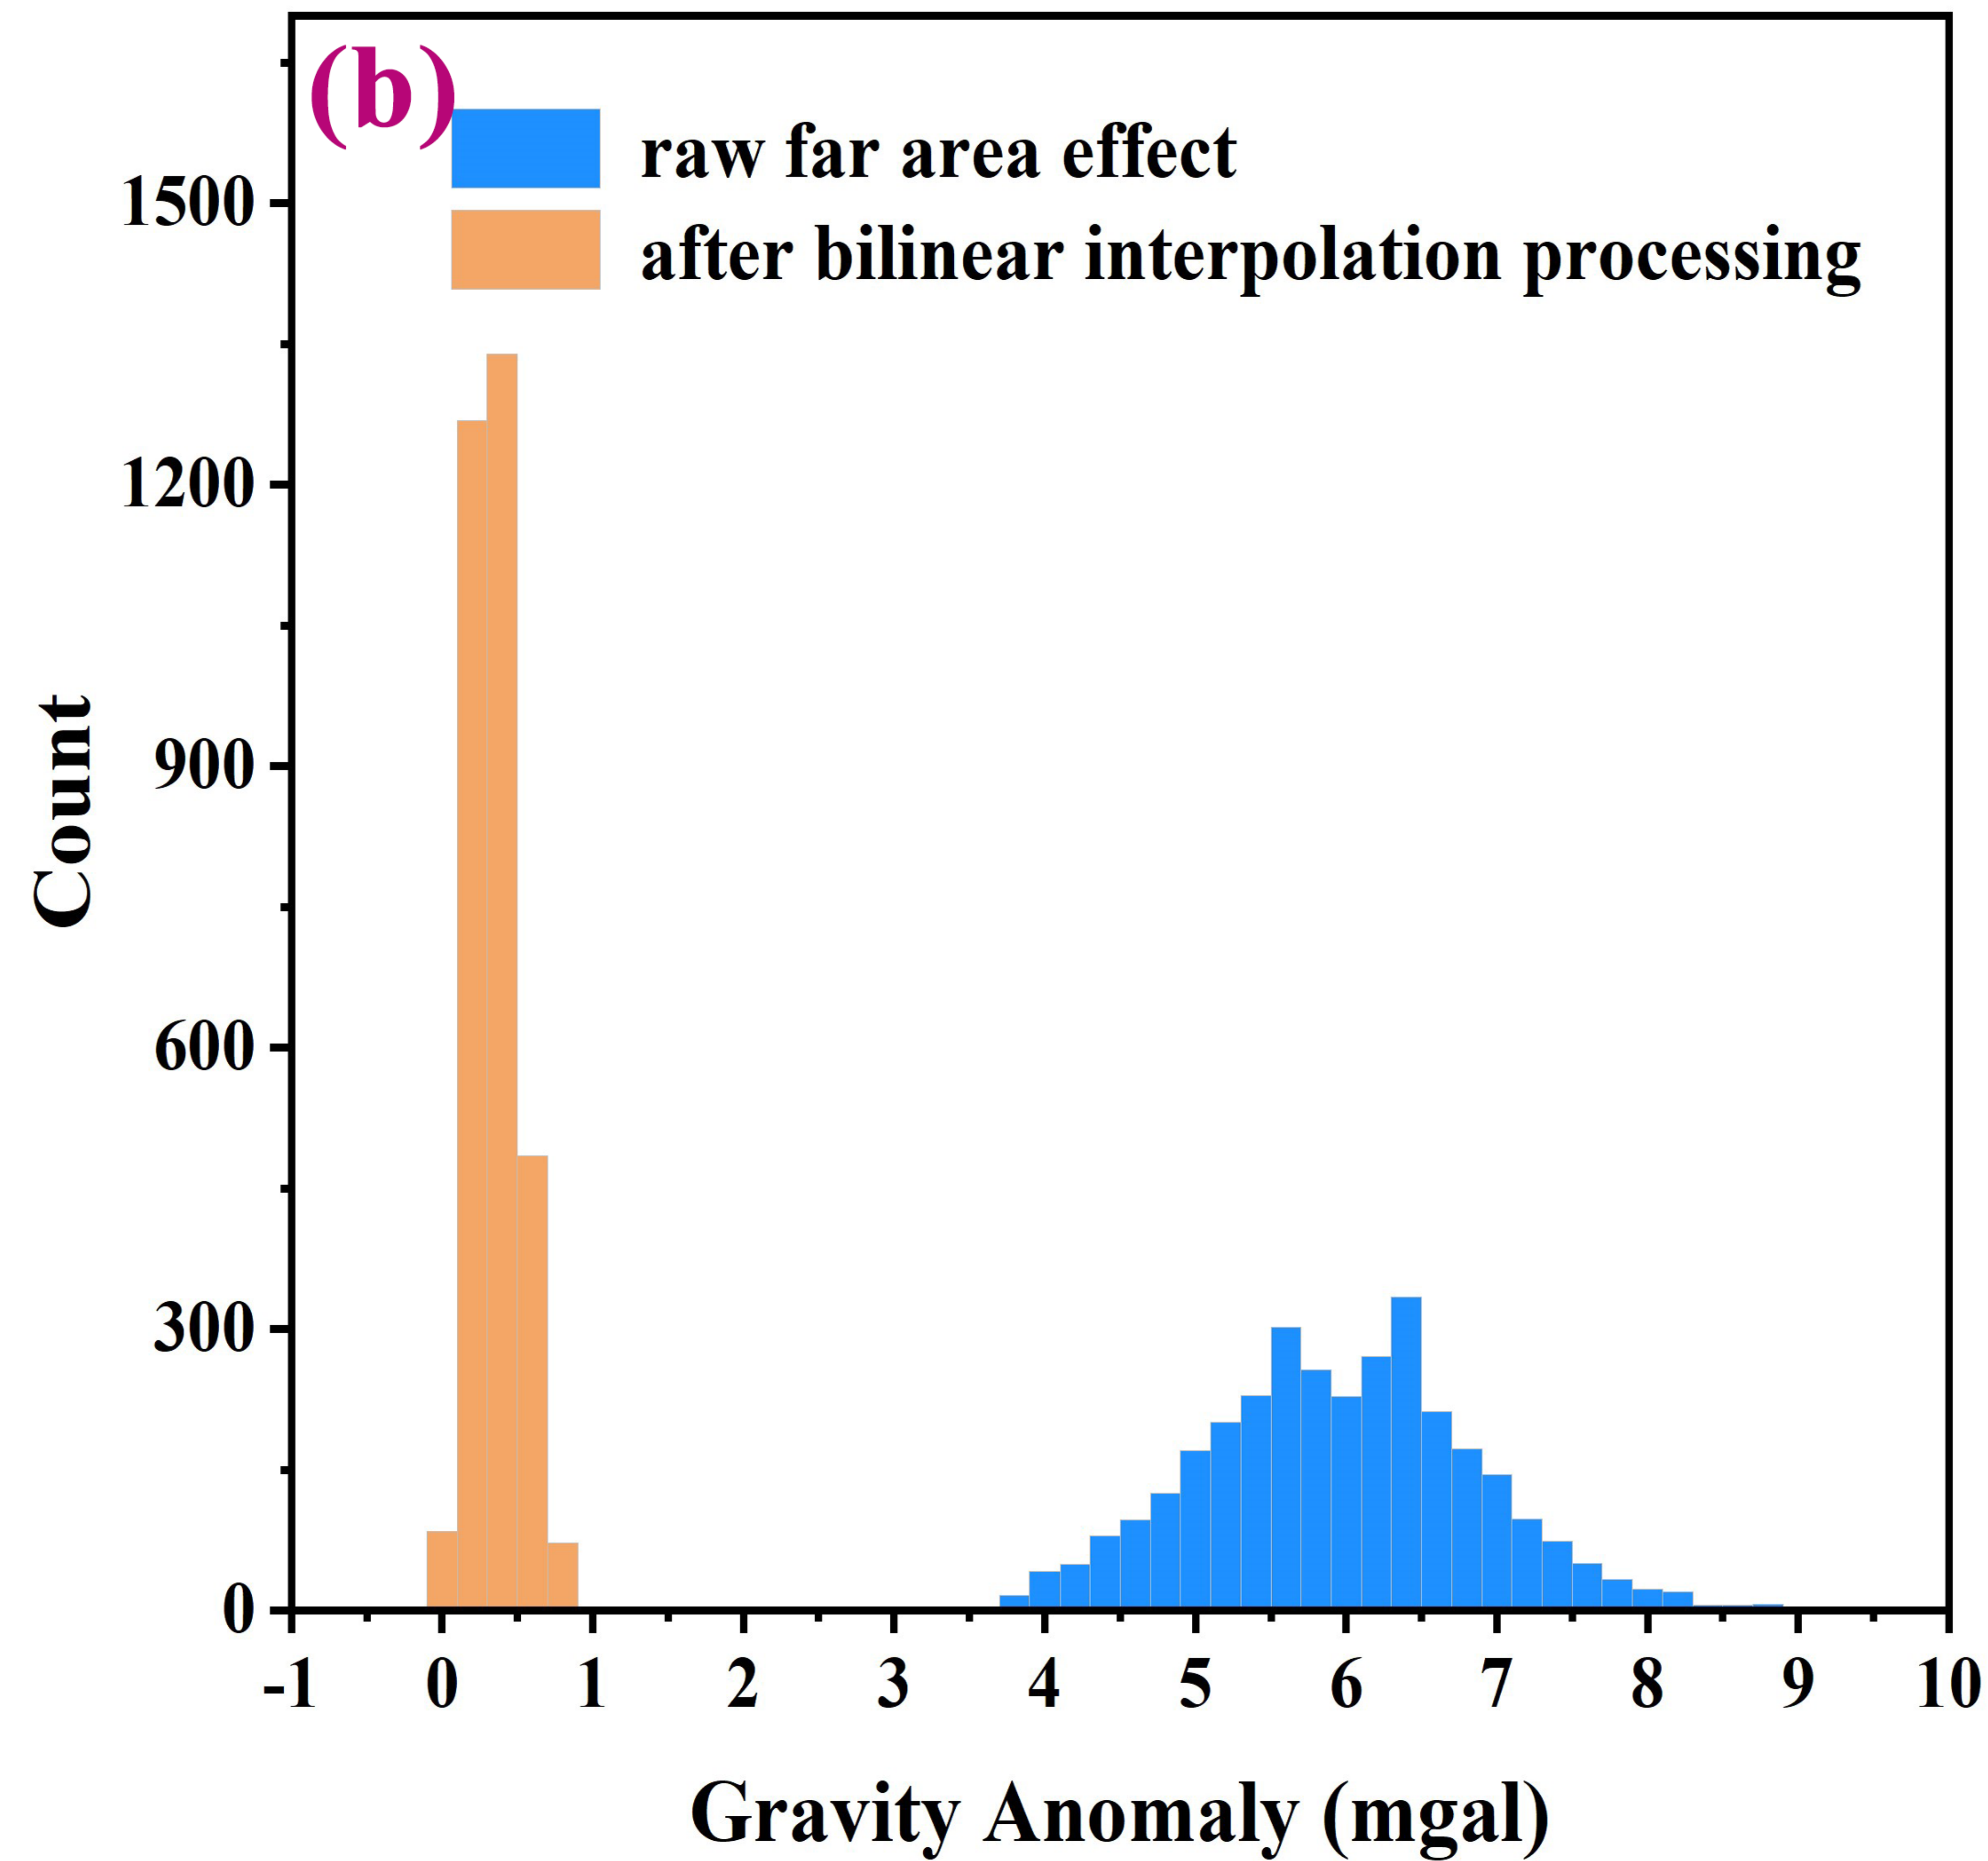 (b)
raw far area effect
after bilinear interpolation processing
1500
1200
900
600
300
0
Count
-1 0 1 2 3 4 5 6 7 8 9 10
Gravity Anomaly (mgal)